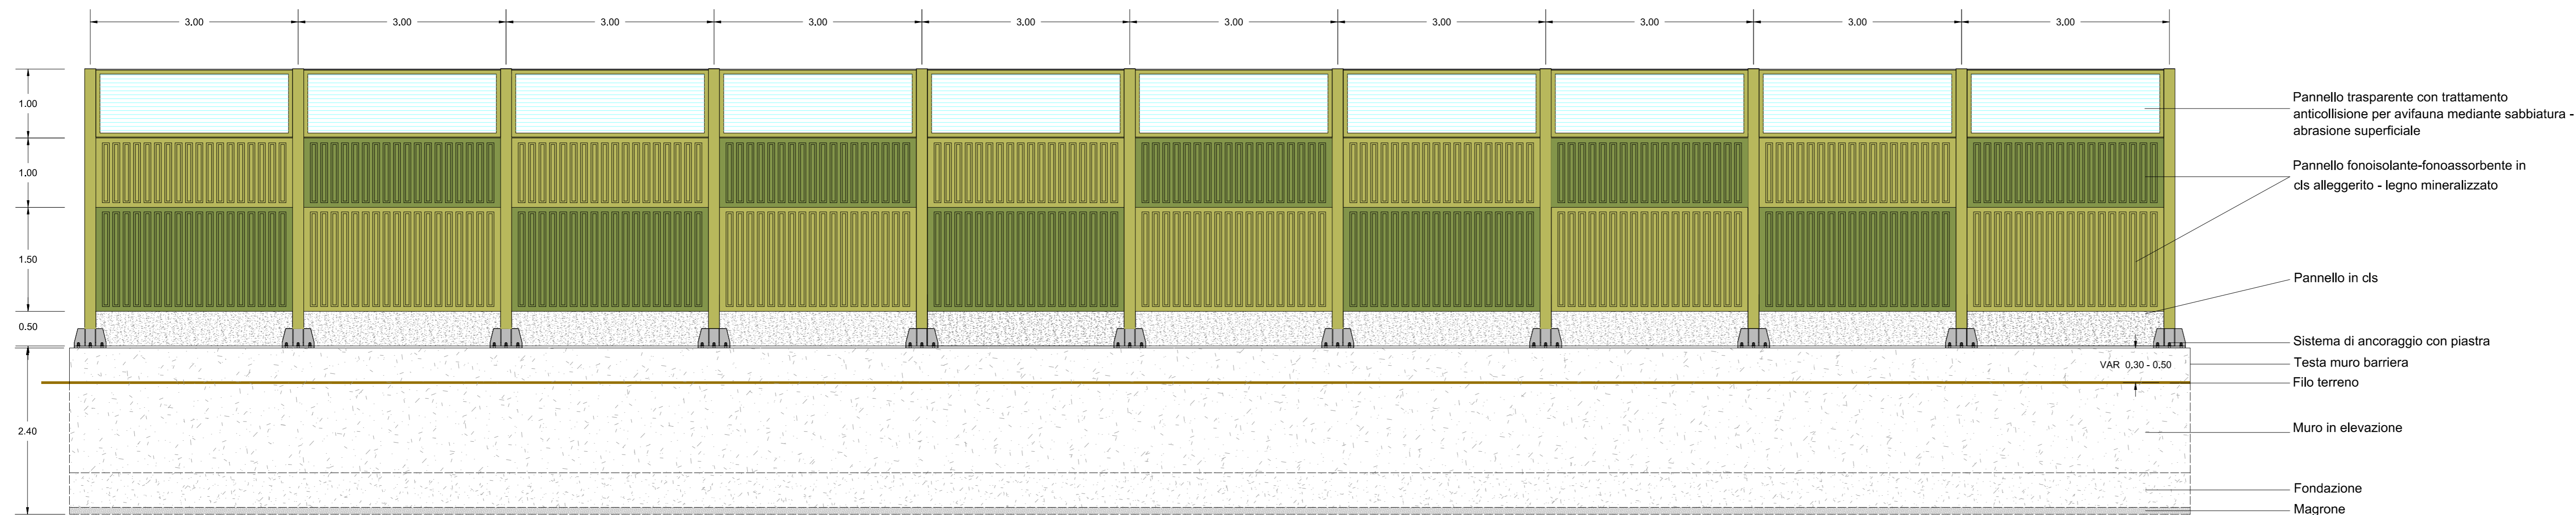 3.00 3.00 3.00 3.00 3.00 3.00 3.00 3.00 3.00 3.00
1.00
1.00
1.50
0.50
2.40
Pannello trasparente con trattamento
anticollisione per avifauna mediante sabbiatura -
abrasione superficiale
Pannello fonoisolante-fonoassorbente in
cls alleggerito - legno mineralizzato
Pannello in cls
Sistema di ancoraggio con piastra
VAR 0.30 - 0.50
Testa muro barriera
Filo terreno
Muro in elevazione
Fondazione
Magrone